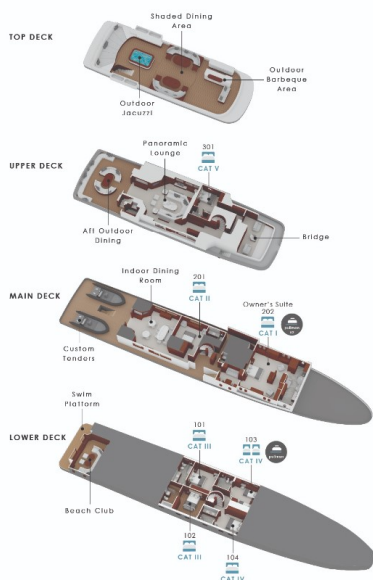 TOP DECK
Shaded Dining
Area
Outdoor
Barbeque
Area
Outdoor
Jacuzzi
UPPER DECK
Panoramic
Lounge
301
CAT V
Aft Outdoor
Dining
Bridge
MAIN DECK
Indoor Dining
Room
201
CAT II
Owner's Suite
202
CAT I
Custom
Tenders
Swim
Platform
LOWER DECK
101
CAT III
103
CAT IV
Beach Club
102
CAT III
104
CAT IV